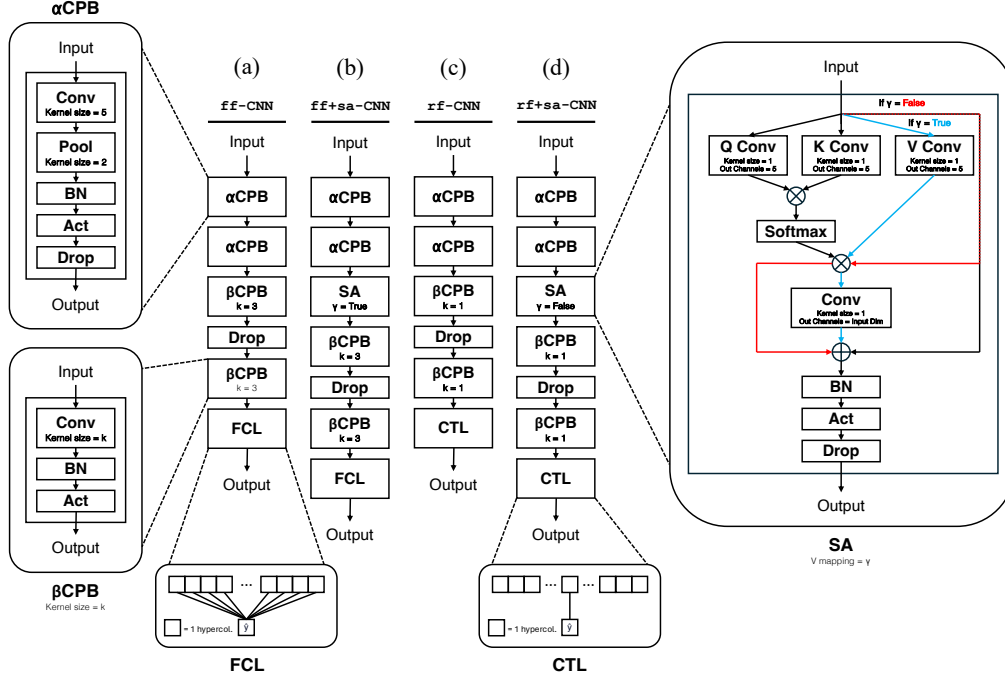 αCPB
Input
Conv
Kernel size = 5
Pool
Kernel size = 2
BN
Act
Drop
Output
Input
Conv
Kernel size = k
BN
Act
Output
βCPB
Kernel size = k
(a)
ff-CNN
Input
αCPB
αCPB
βCPB
k = 3
Drop
βCPB
k = 3
FCL
Output
(b)
ff+sa-CNN
Input
αCPB
αCPB
SA
γ = True
βCPB
k = 3
Drop
βCPB
k = 3
FCL
Output
(c)
rf-CNN
Input
αCPB
αCPB
βCPB
k = 1
Drop
βCPB
k = 1
CTL
Output
(d)
rf+sa-CNN
Input
αCPB
αCPB
SA
γ = False
βCPB
k = 1
Drop
βCPB
k = 1
CTL
Output
...
= 1 hypercol.
ŷ
FCL
... ...
= 1 hypercol.
ŷ
CTL
Input
If γ = False
If γ = True
Q Conv
Kernel size = 1
Out Channels = 5
K Conv
Kernel size = 1
Out Channels = 5
V Conv
Kernel size = 1
Out Channels = 5
Softmax
Conv
Kernel size = 1
Out Channels = Input Dim
BN
Act
Drop
Output
SA
V mapping = γ